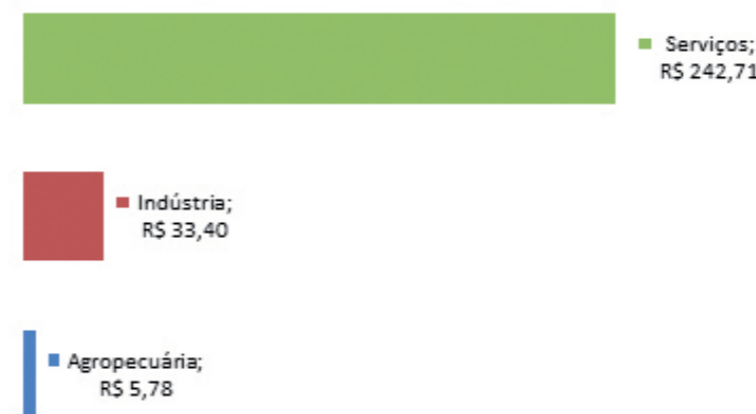 Serviços;
R$ 242,71
Indústria;
R$ 33,40
Agropecuária;
R$ 5,78